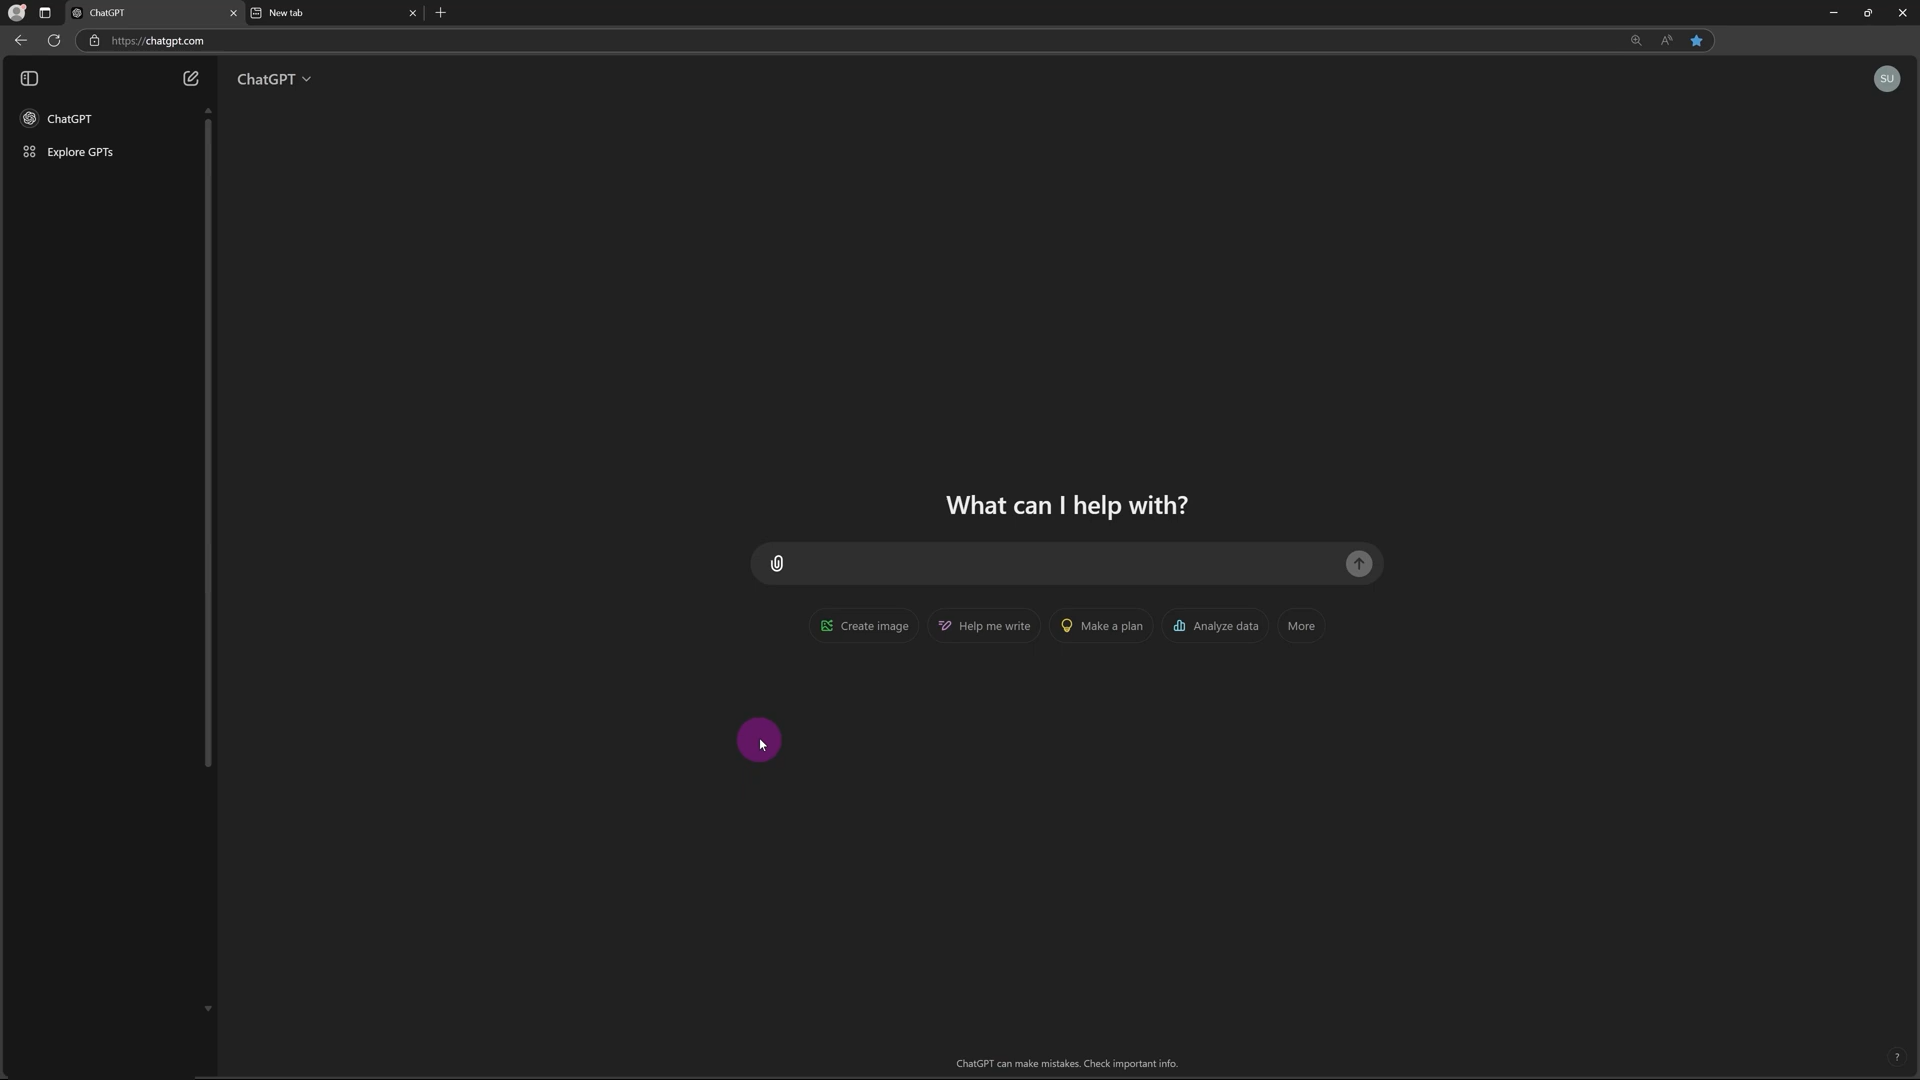 ChatGPT
New tab
https://chatgpt.com
ChatGPT
SU
ChatGPT
Explore GPTs
What can I help with?
Create image
Help me write
Make a plan
Analyze data
More
ChatGPT can make mistakes. Check important info.
?